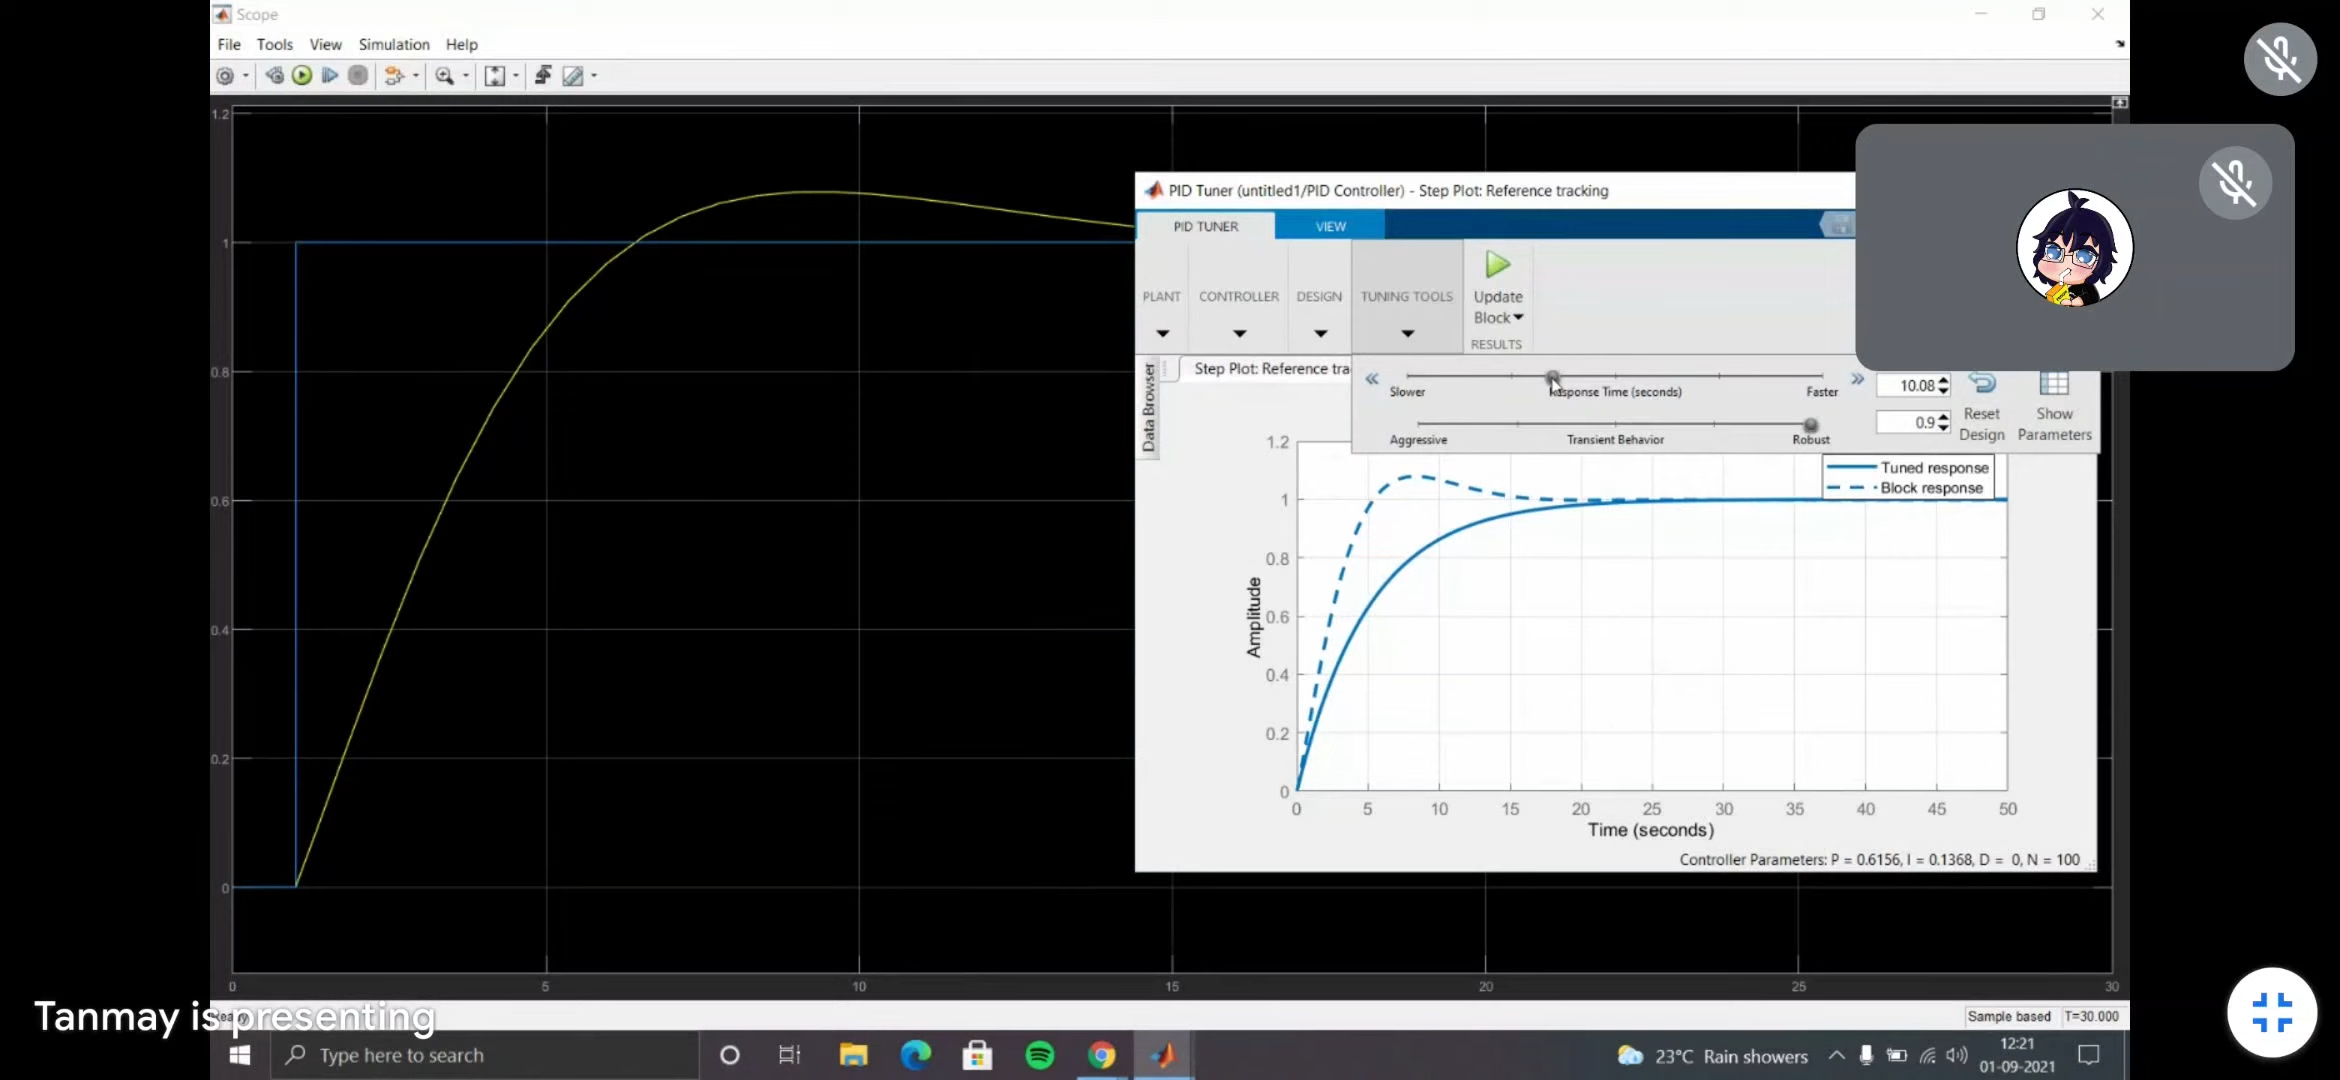 Scope
File Tools View Simulation Help
1.2
1
0.8
0.6
0.4
0.2
0
0 5 10 15 20 25 30
PID Tuner (untitled1/PID Controller) - Step Plot: Reference tracking
PID TUNER VIEW
PLANT CONTROLLER DESIGN TUNING TOOLS Update
Block
RESULTS
Data Browser
Step Plot: Reference tra
Slower Response Time (seconds) Faster 10.08
Aggressive Transient Behavior Robust 0.9
Reset
Design
Show
Parameters
Tuned response
Block response
1.2
1
0.8
0.6
0.4
0.2
0
Amplitude
0 5 10 15 20 25 30 35 40 45 50
Time (seconds)
Controller Parameters: P = 0.6156, I = 0.1368, D = 0, N = 100
Tanmay is presenting
Ready
Sample based T=30.000
Type here to search
23°C Rain showers
12:21
01-09-2021